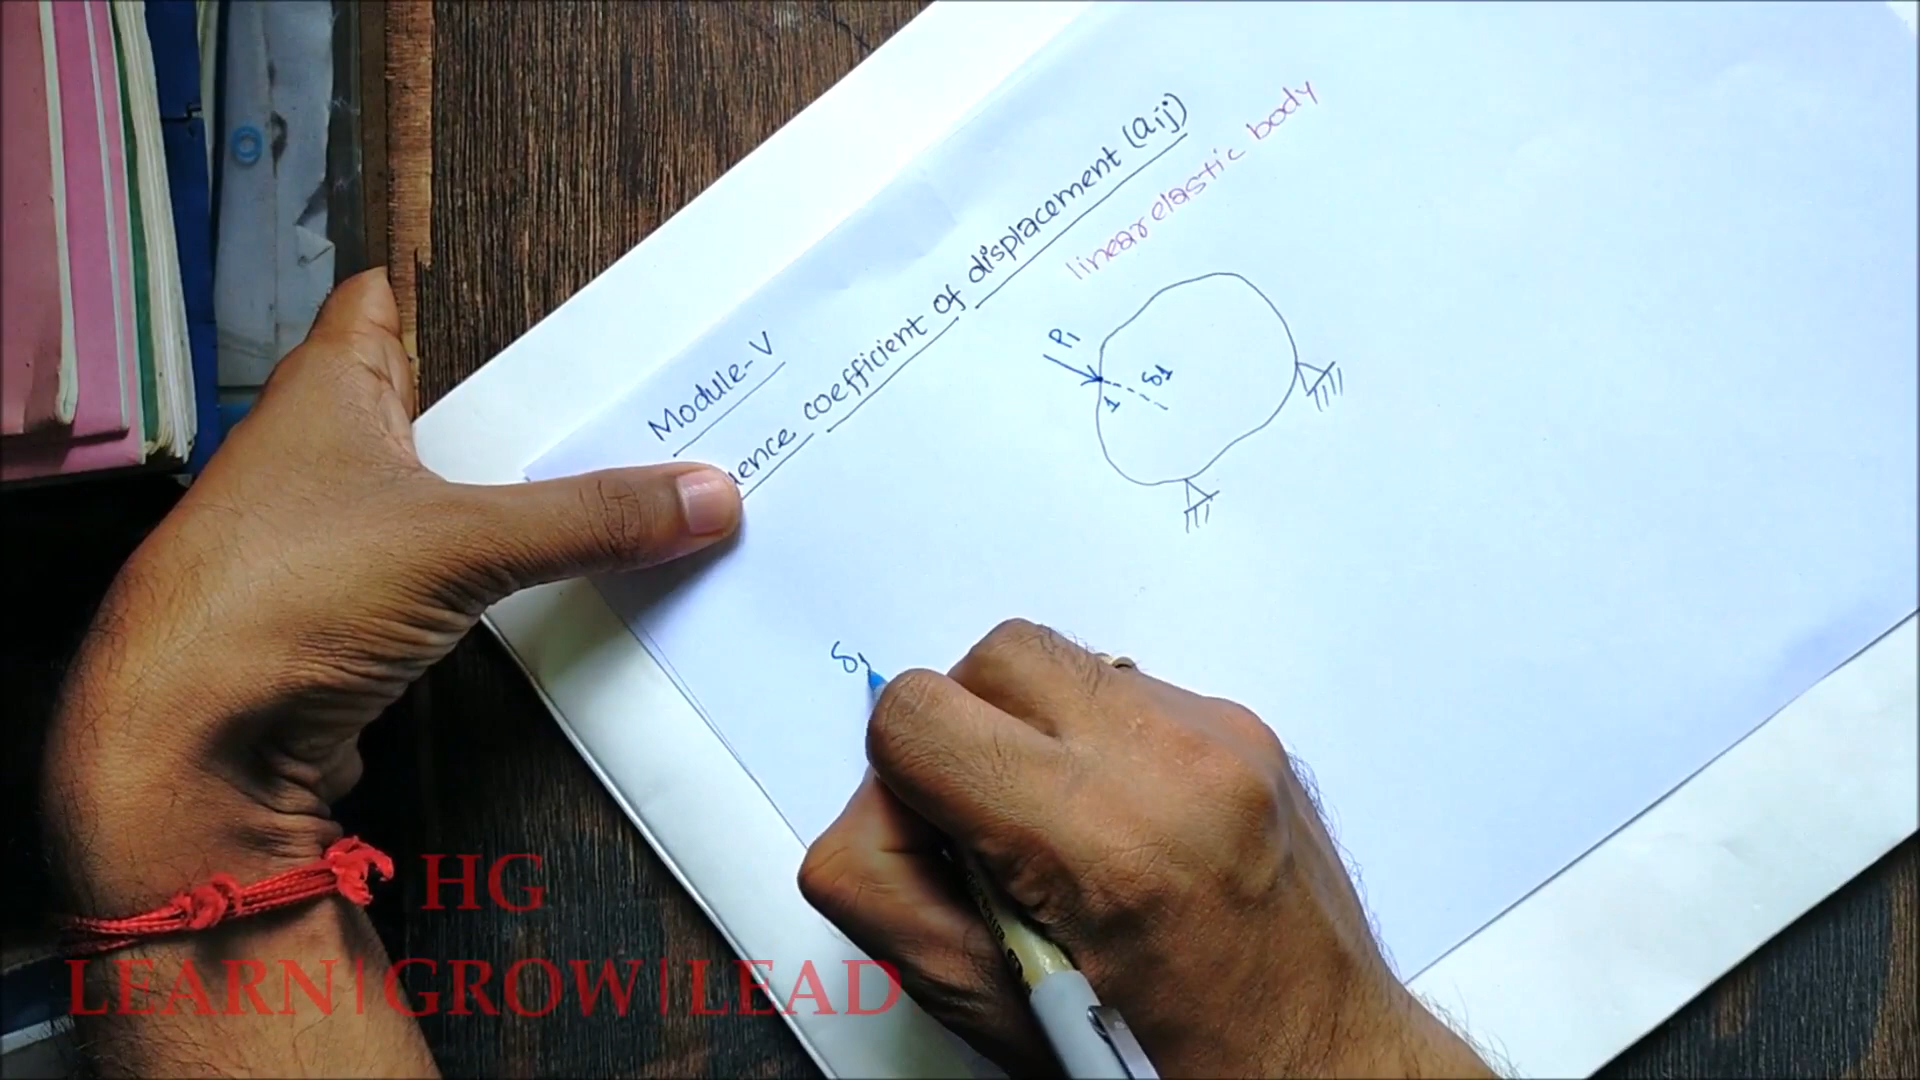 Module-V
coefficient of displacement (aij)
linear elastic body
P1
δ1
1
δ1
HG
LEARN|GROW|LEAD